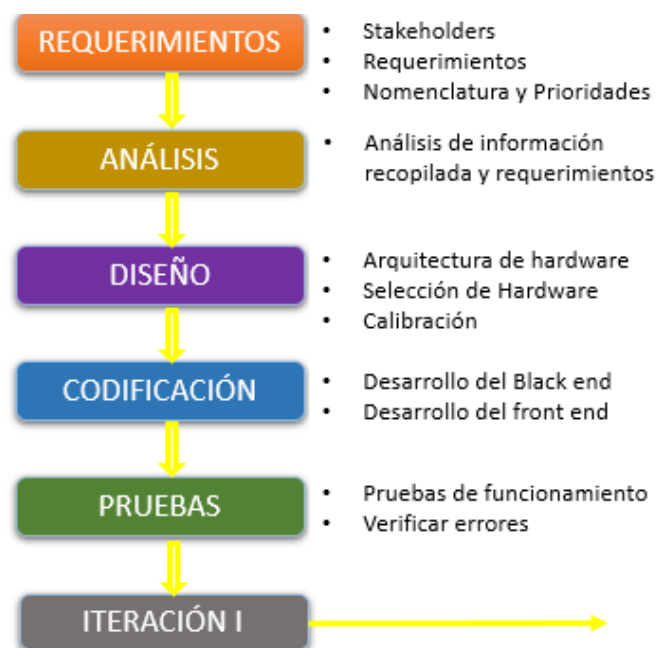 REQUERIMIENTOS
• Stakeholders
• Requerimientos
• Nomenclatura y Prioridades
ANÁLISIS
• Análisis de información
recopilada y requerimientos
DISEÑO
• Arquitectura de hardware
• Selección de Hardware
• Calibración
CODIFICACIÓN
• Desarrollo del Black end
• Desarrollo del front end
PRUEBAS
• Pruebas de funcionamiento
• Verificar errores
ITERACIÓN I